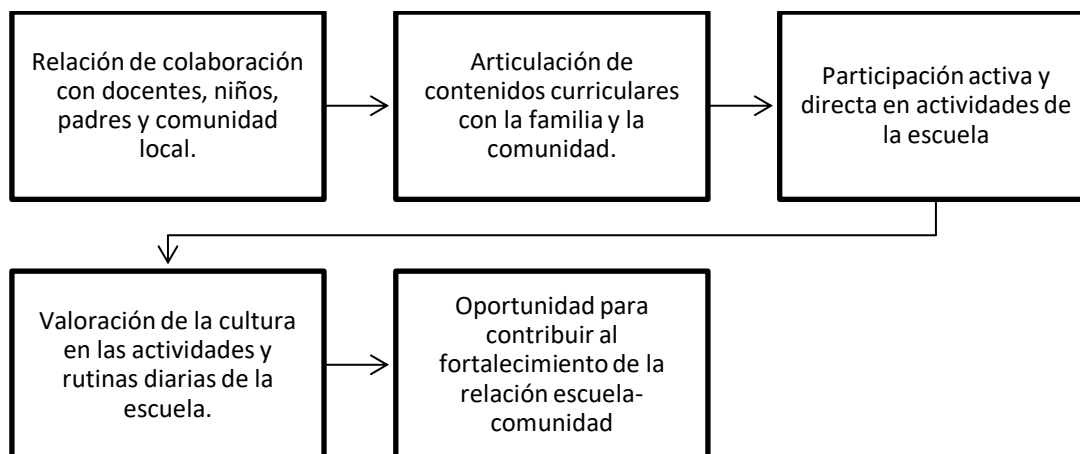 Relación de colaboración
con docentes, niños,
padres y comunidad
local.
Articulación de
contenidos curriculares
con la familia y la
comunidad.
Participación activa y
directa en actividades de
la escuela
Valoración de la cultura
en las actividades y
rutinas diarias de la
escuela.
Oportunidad para
contribuir al
fortalecimiento de la
relación escuela-
comunidad